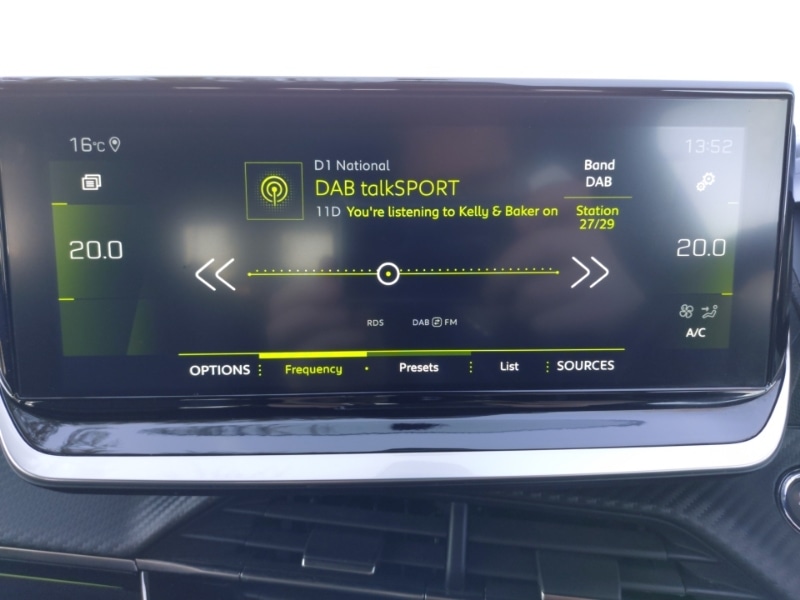 16°C
13:52
D1 National
DAB talkSPORT
11D You're listening to Kelly & Baker on
Band
DAB
Station
27/29
20.0
20.0
RDS
DAB FM
A/C
OPTIONS
Frequency
Presets
List
SOURCES